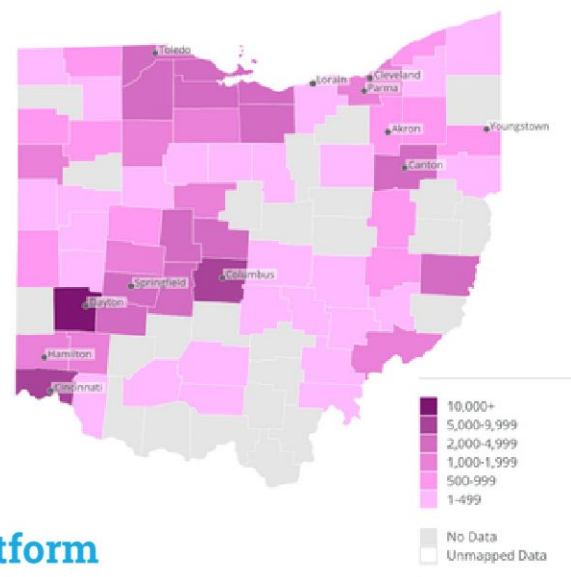 Toledo
Lorain
Cleveland
Parma
Akron
Youngstown
Canton
Columbus
Springfield
Dayton
Hamilton
Cincinnati
10,000+
5,000-9,999
2,000-4,999
1,000-1,999
500-999
1-499
No Data
Unmapped Data
tform